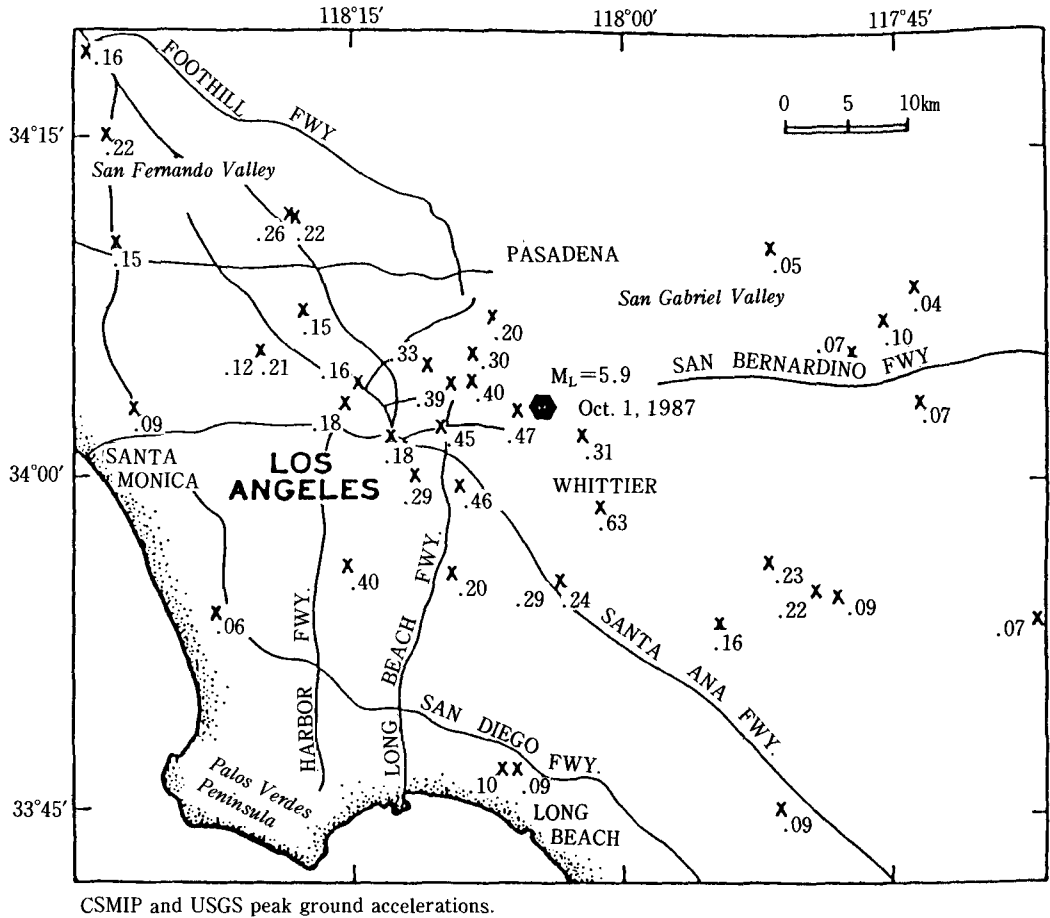 118°15′ 118°00′ 117°45′
.16
FOOTHILL FWY
0 5 10km
34°15′
.22
San Fernando Valley
.26 .22
.15
PASADENA
.05
San Gabriel Valley
.04
.15
.20
.10
.12 .21
.33
.30
.07
SAN BERNARDINO FWY
.16
.39
.40
M_L=5.9
Oct. 1, 1987
.09
.18
.18
.45
.47
.31
.07
34°00′
SANTA
MONICA
LOS
ANGELES
.29
.46
WHITTIER
.63
.40
.20
.29 .24
.23
.22
.09
.16
.07
.06
HARBOR FWY.
LONG BEACH FWY.
SANTA ANA FWY.
SAN DIEGO FWY.
Palos Verdes
Peninsula
10 .09
33°45′
LONG
BEACH
.09
CSMIP and USGS peak ground accelerations.